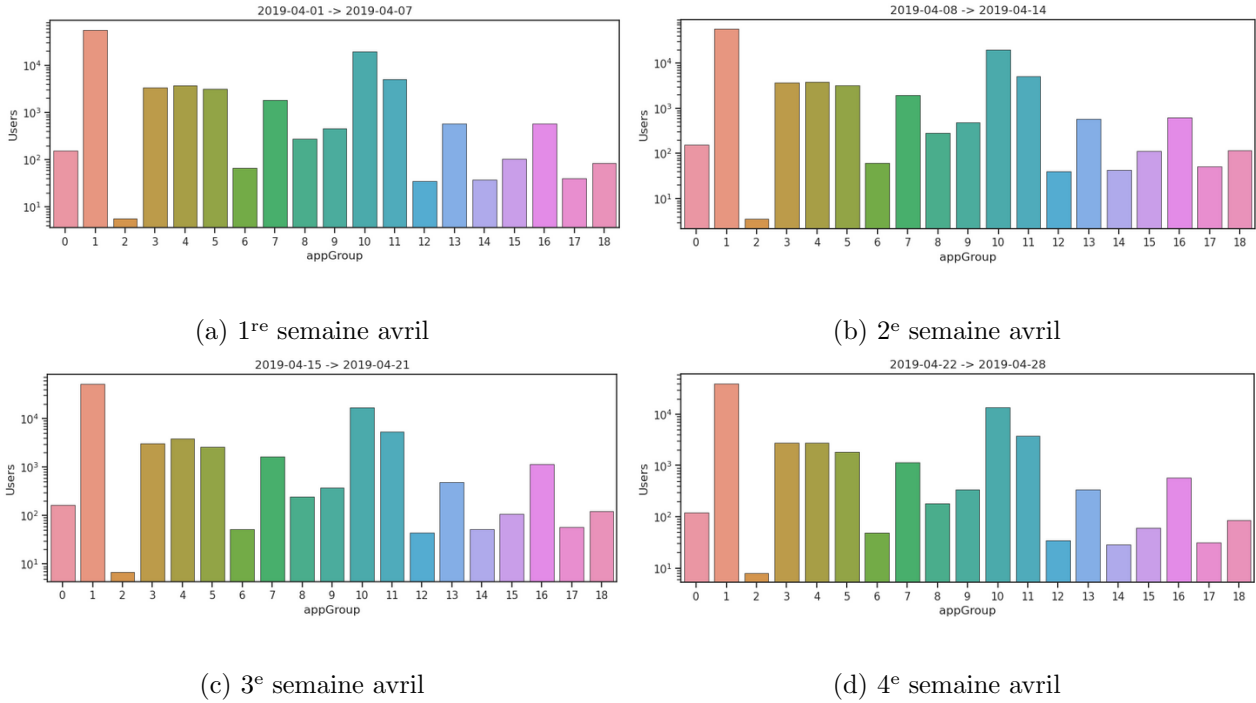 2019-04-01 -> 2019-04-07
Users
10⁴
10³
10²
10¹
0 1 2 3 4 5 6 7 8 9 10 11 12 13 14 15 16 17 18
appGroup
(a) 1ʳᵉ semaine avril
2019-04-08 -> 2019-04-14
Users
10⁴
10³
10²
10¹
0 1 2 3 4 5 6 7 8 9 10 11 12 13 14 15 16 17 18
appGroup
(b) 2ᵉ semaine avril
2019-04-15 -> 2019-04-21
Users
10⁴
10³
10²
10¹
0 1 2 3 4 5 6 7 8 9 10 11 12 13 14 15 16 17 18
appGroup
(c) 3ᵉ semaine avril
2019-04-22 -> 2019-04-28
Users
10⁴
10³
10²
10¹
0 1 2 3 4 5 6 7 8 9 10 11 12 13 14 15 16 17 18
appGroup
(d) 4ᵉ semaine avril